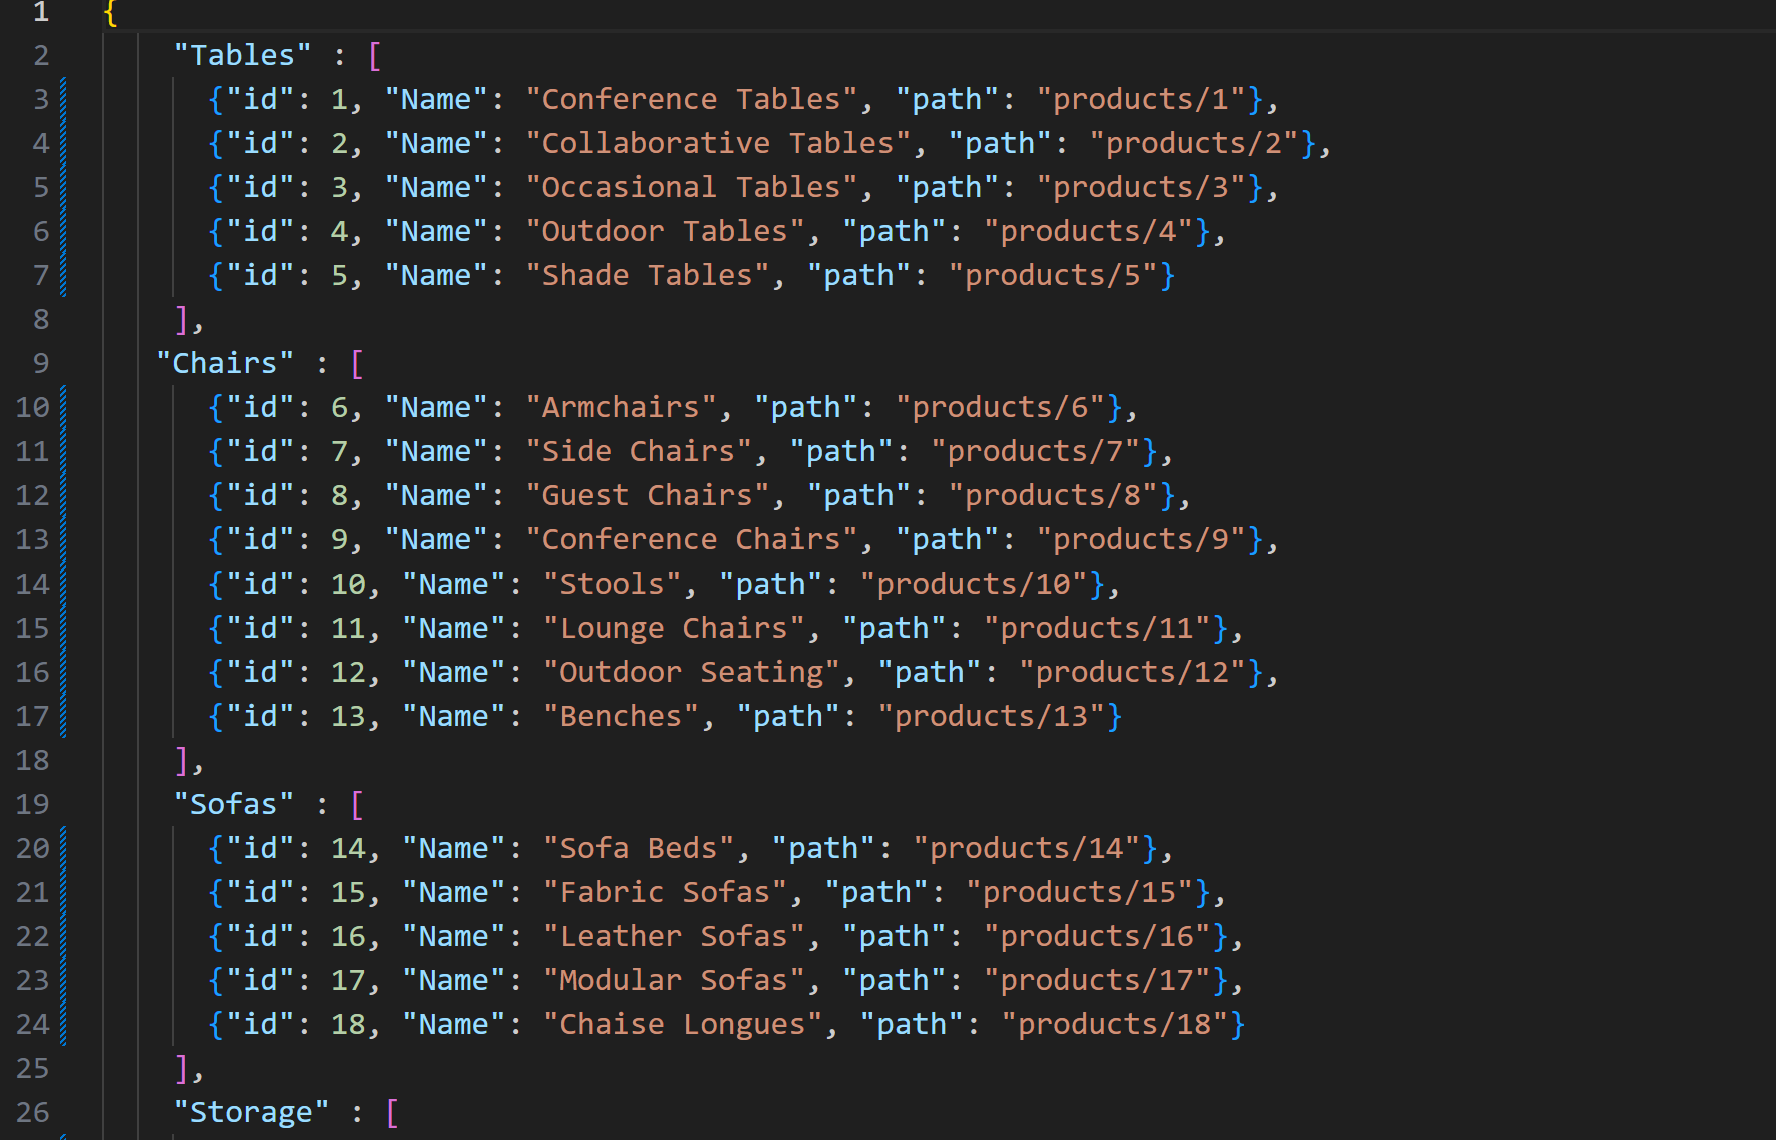 1 {
2 "Tables" : [
3 {"id": 1, "Name": "Conference Tables", "path": "products/1"},
4 {"id": 2, "Name": "Collaborative Tables", "path": "products/2"},
5 {"id": 3, "Name": "Occasional Tables", "path": "products/3"},
6 {"id": 4, "Name": "Outdoor Tables", "path": "products/4"},
7 {"id": 5, "Name": "Shade Tables", "path": "products/5"}
8 ],
9 "Chairs" : [
10 {"id": 6, "Name": "Armchairs", "path": "products/6"},
11 {"id": 7, "Name": "Side Chairs", "path": "products/7"},
12 {"id": 8, "Name": "Guest Chairs", "path": "products/8"},
13 {"id": 9, "Name": "Conference Chairs", "path": "products/9"},
14 {"id": 10, "Name": "Stools", "path": "products/10"},
15 {"id": 11, "Name": "Lounge Chairs", "path": "products/11"},
16 {"id": 12, "Name": "Outdoor Seating", "path": "products/12"},
17 {"id": 13, "Name": "Benches", "path": "products/13"}
18 ],
19 "Sofas" : [
20 {"id": 14, "Name": "Sofa Beds", "path": "products/14"},
21 {"id": 15, "Name": "Fabric Sofas", "path": "products/15"},
22 {"id": 16, "Name": "Leather Sofas", "path": "products/16"},
23 {"id": 17, "Name": "Modular Sofas", "path": "products/17"},
24 {"id": 18, "Name": "Chaise Longues", "path": "products/18"}
25 ],
26 "Storage" : [